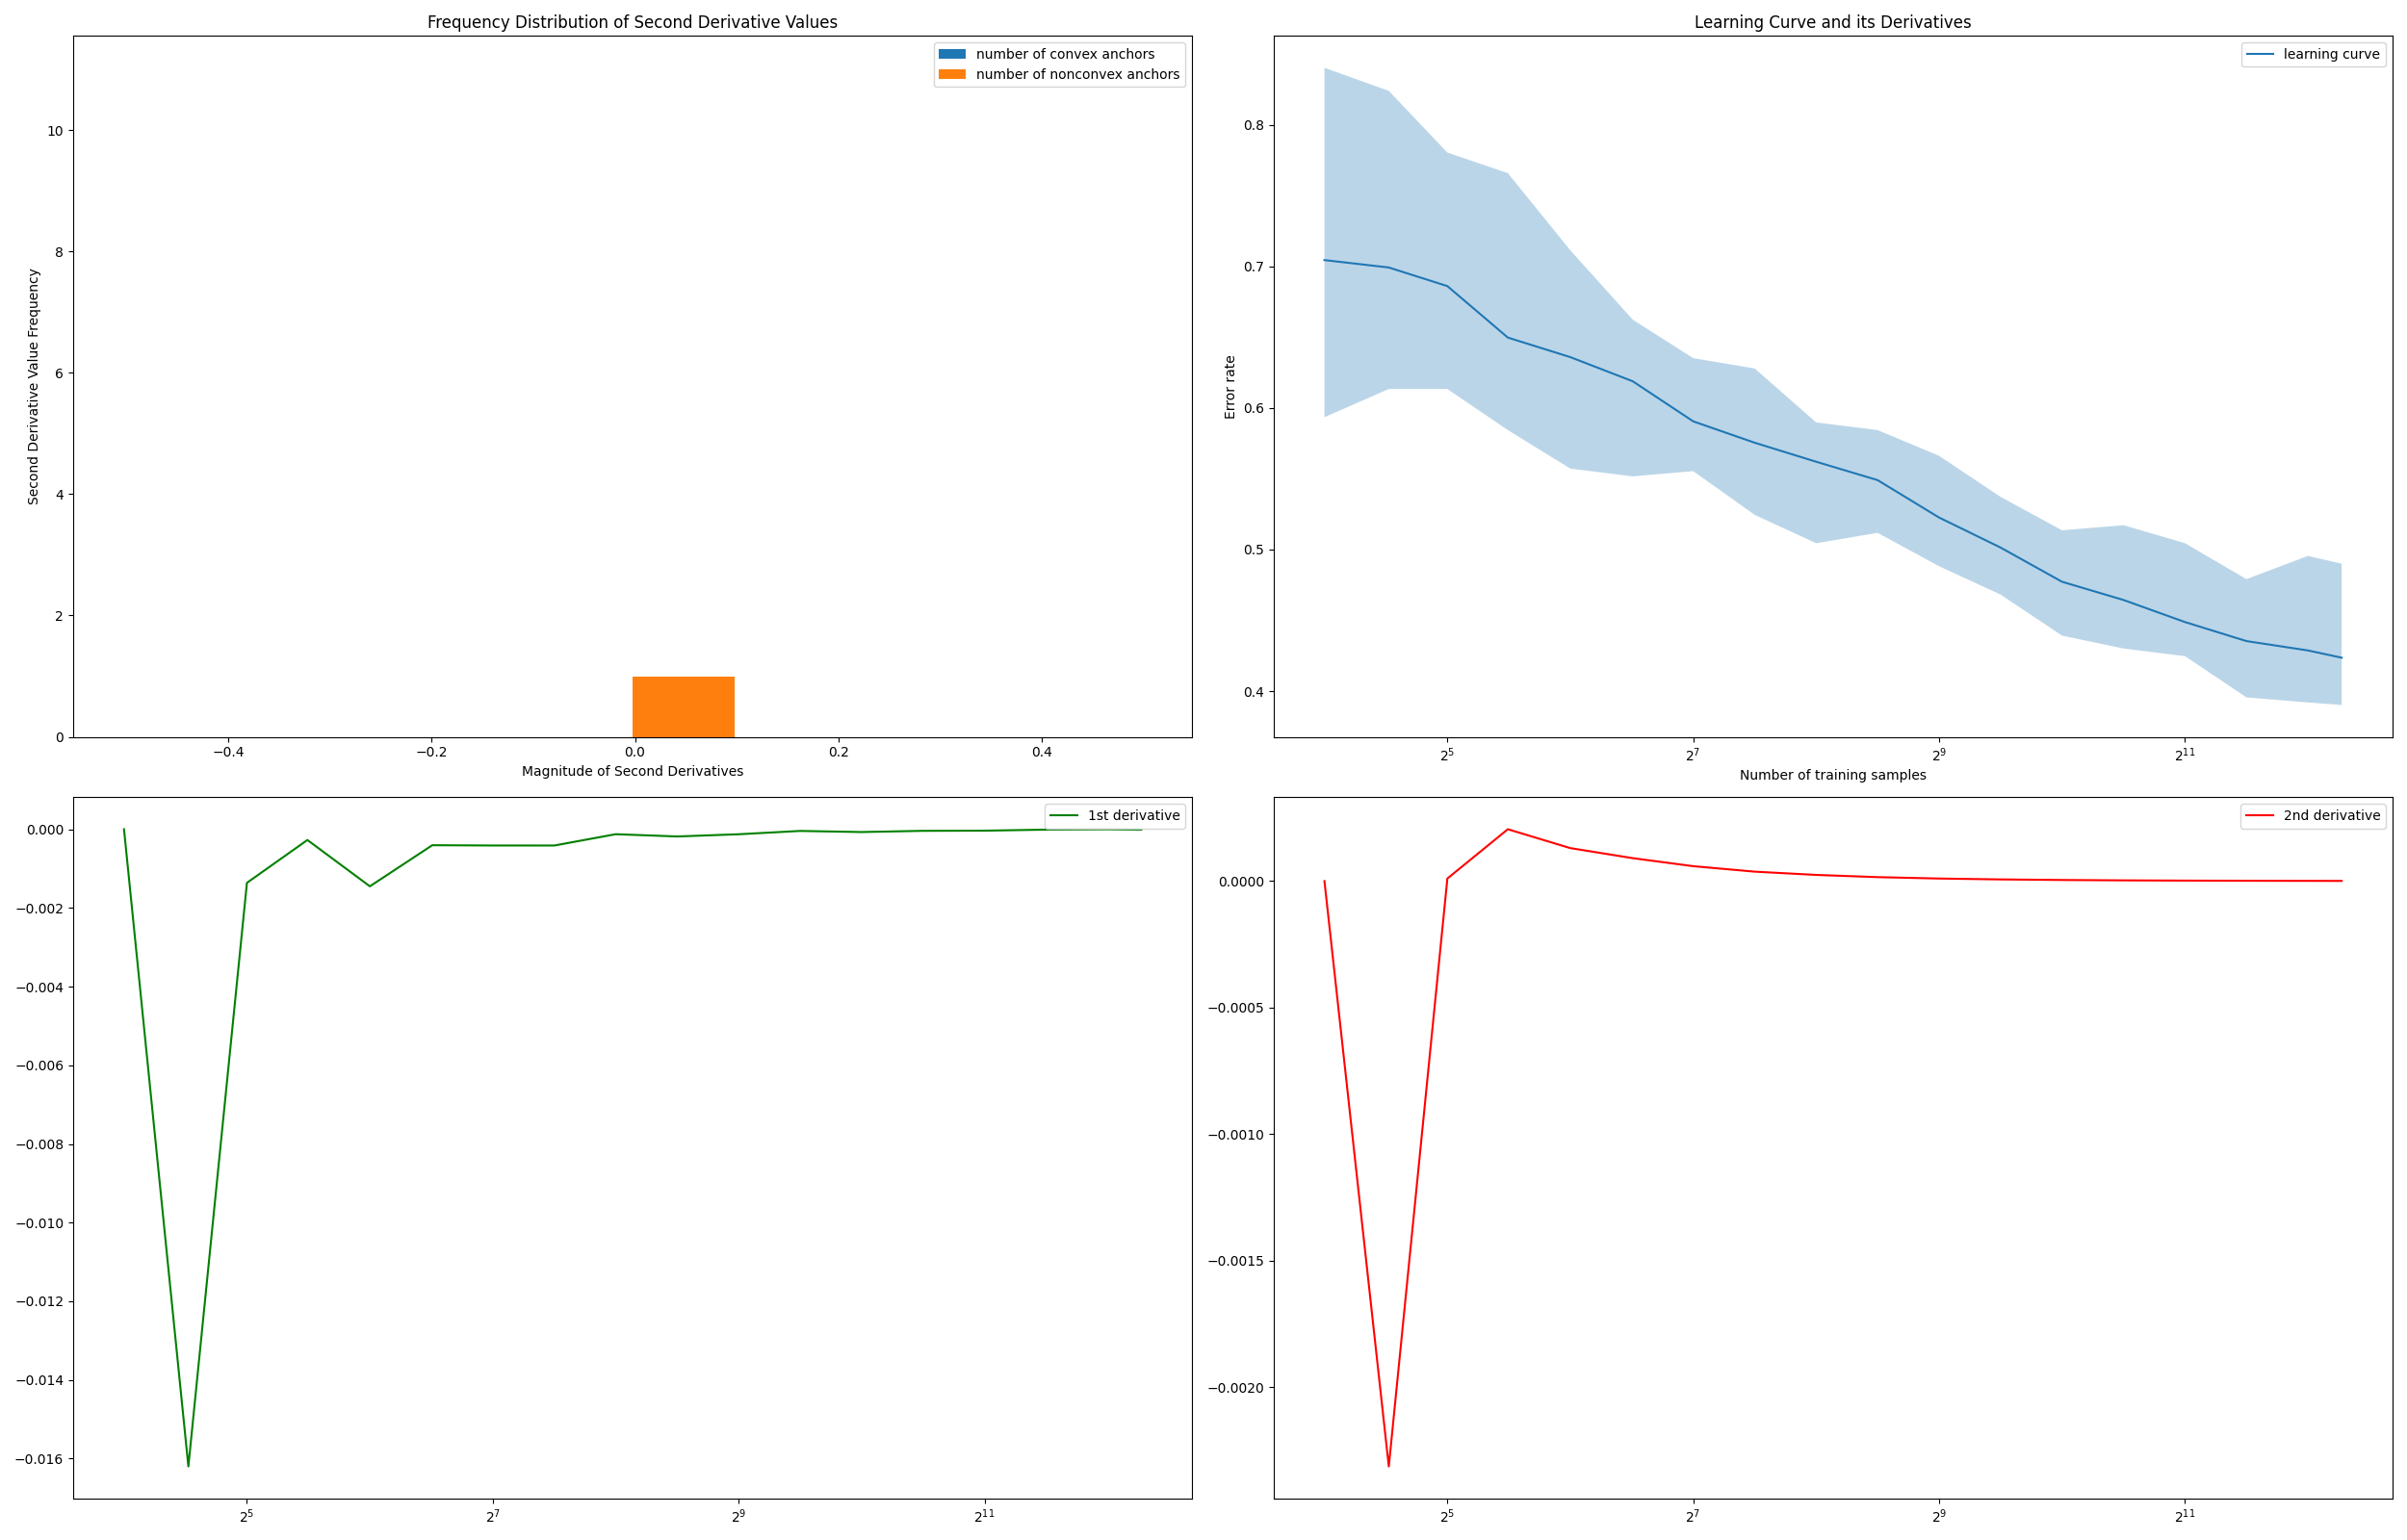 Frequency Distribution of Second Derivative Values
number of convex anchors
number of nonconvex anchors
Second Derivative Value Frequency
10
8
6
4
2
0
−0.4 −0.2 0.0 0.2 0.4
Magnitude of Second Derivatives
Learning Curve and its Derivatives
learning curve
Error rate
0.8
0.7
0.6
0.5
0.4
2^5 2^7 2^9 2^11
Number of training samples
1st derivative
0.000
−0.002
−0.004
−0.006
−0.008
−0.010
−0.012
−0.014
−0.016
2^5 2^7 2^9 2^11
2nd derivative
0.0000
−0.0005
−0.0010
−0.0015
−0.0020
2^5 2^7 2^9 2^11